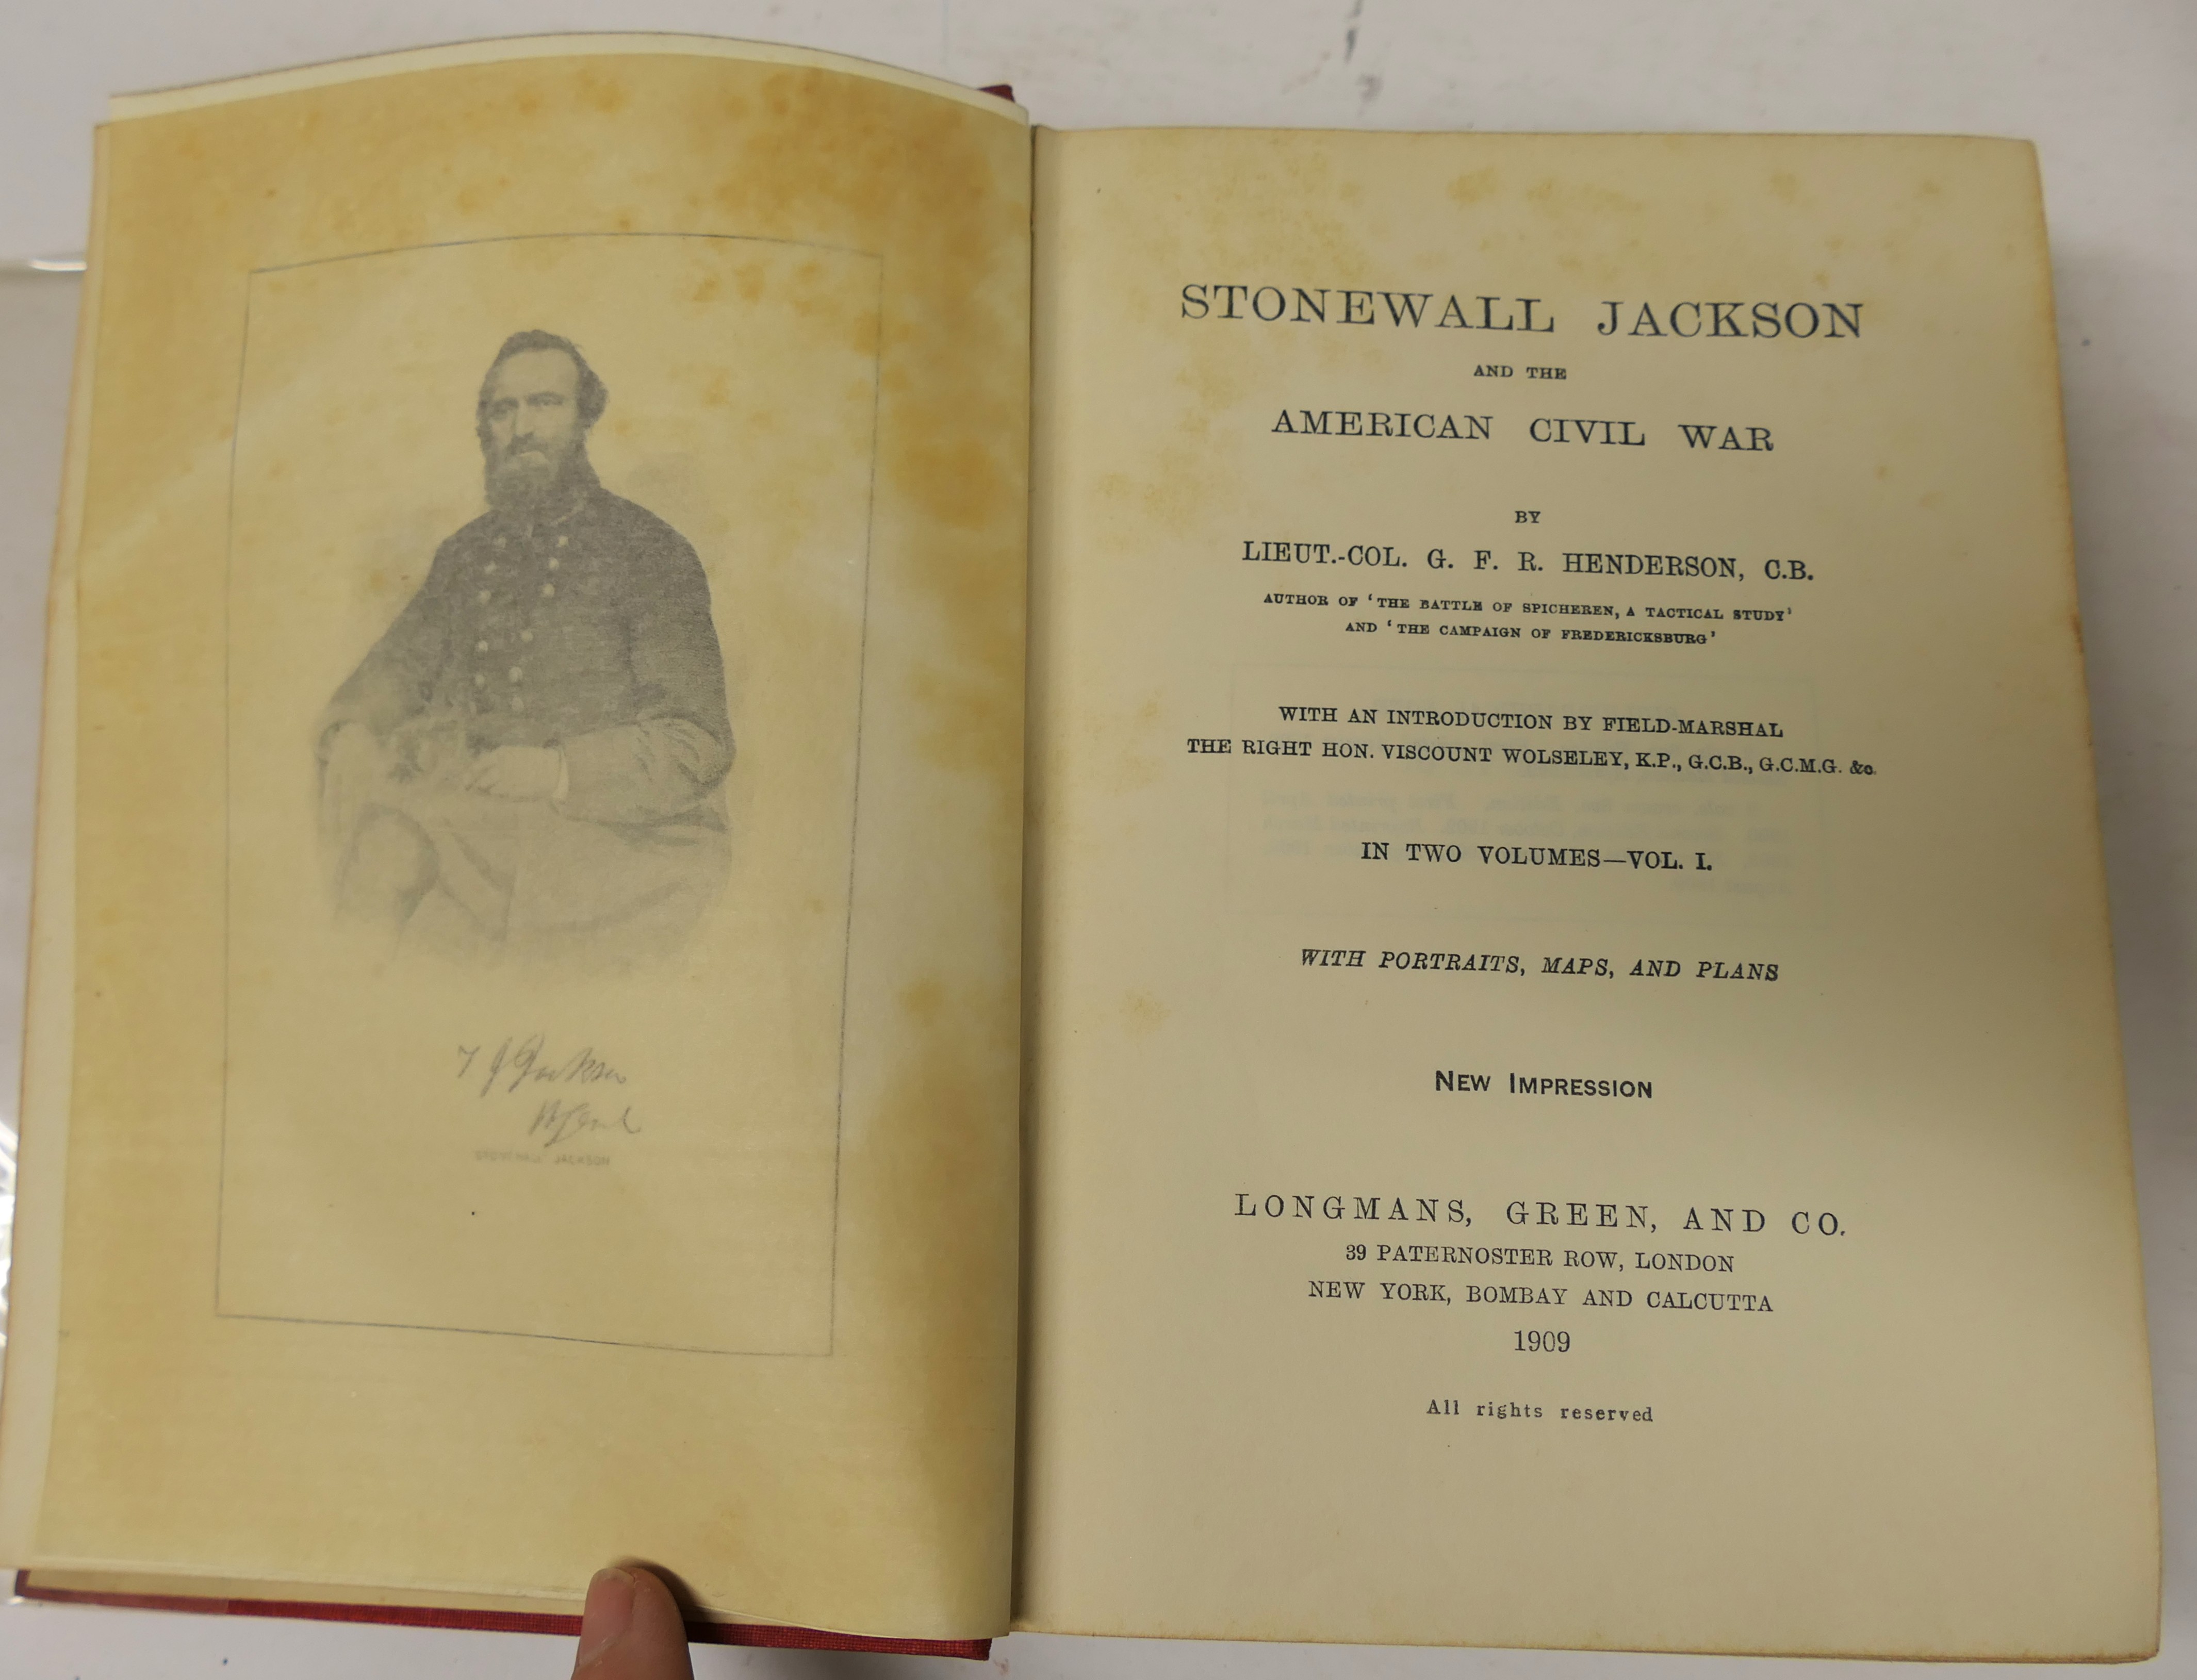 T J Jackson
STONEWALL JACKSON
AND THE
AMERICAN CIVIL WAR
BY
LIEUT.-COL. G. F. R. HENDERSON, C.B.
AUTHOR OF ‘THE BATTLE OF SPICHEREN, A TACTICAL STUDY’
AND ‘THE CAMPAIGN OF FREDERICKSBURG’
WITH AN INTRODUCTION BY FIELD-MARSHAL
THE RIGHT HON. VISCOUNT WOLSELEY, K.P., G.C.B., G.C.M.G. &c.
IN TWO VOLUMES—VOL. I.
WITH PORTRAITS, MAPS, AND PLANS
NEW IMPRESSION
LONGMANS, GREEN, AND CO.
39 PATERNOSTER ROW, LONDON
NEW YORK, BOMBAY AND CALCUTTA
1909
All rights reserved